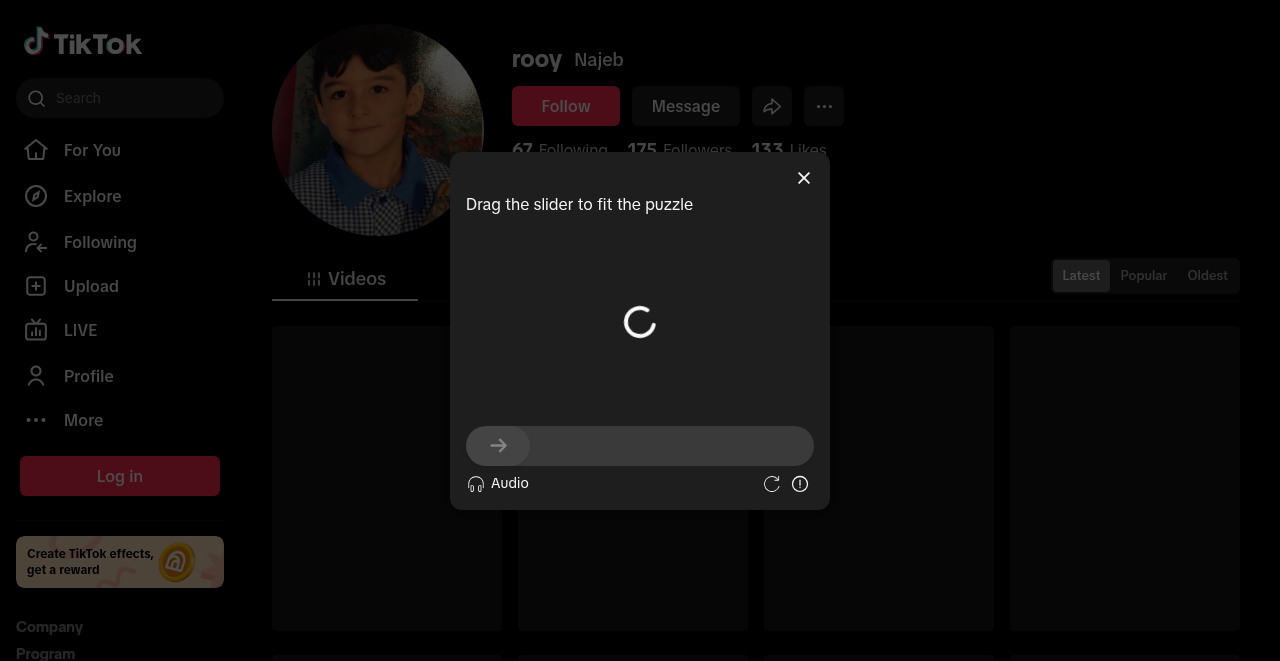 TikTok
Search
For You
Explore
Following
Upload
LIVE
Profile
More
Log in
Create TikTok effects,
get a reward
Company
Program
rooy Najeb
Follow Message
67 Following 175 Followers 133 Likes
Videos
Latest Popular Oldest
Drag the slider to fit the puzzle
Audio